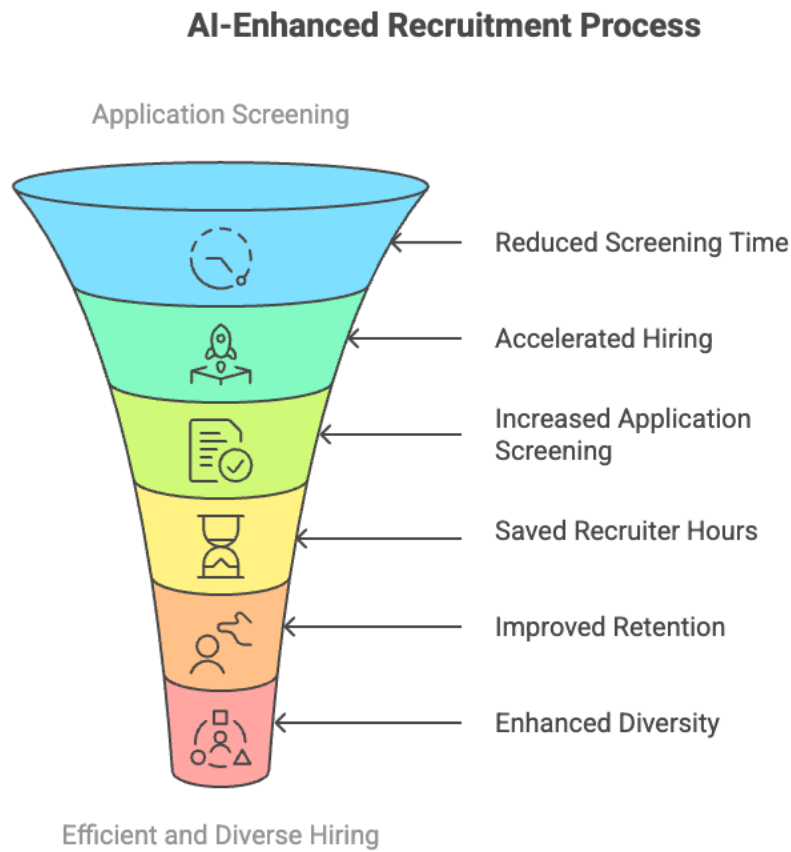 AI-Enhanced Recruitment Process
Application Screening
Reduced Screening Time
Accelerated Hiring
Increased Application
Screening
Saved Recruiter Hours
Improved Retention
Enhanced Diversity
Efficient and Diverse Hiring